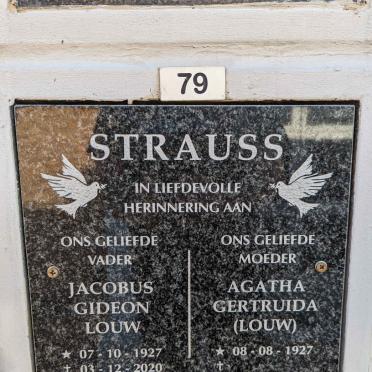 79
STRAUSS
IN LIEFDEVOLLE
HERINNERING AAN
ONS GELIEFDE
VADER
JACOBUS
GIDEON
LOUW
★ 07 - 10 - 1927
✝ 03 - 12 - 2020
ONS GELIEFDE
MOEDER
AGATHA
GERTRUIDA
(LOUW)
★ 08 - 08 - 1927
✝